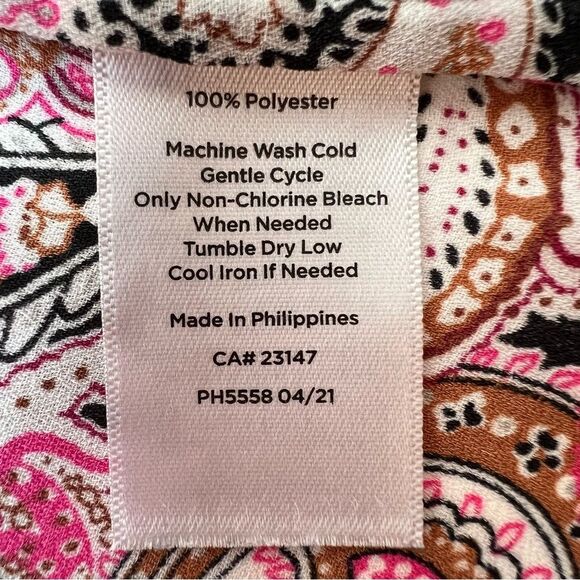 100% Polyester
Machine Wash Cold
Gentle Cycle
Only Non-Chlorine Bleach
When Needed
Tumble Dry Low
Cool Iron If Needed
Made In Philippines
CA# 23147
PH5558 04/21